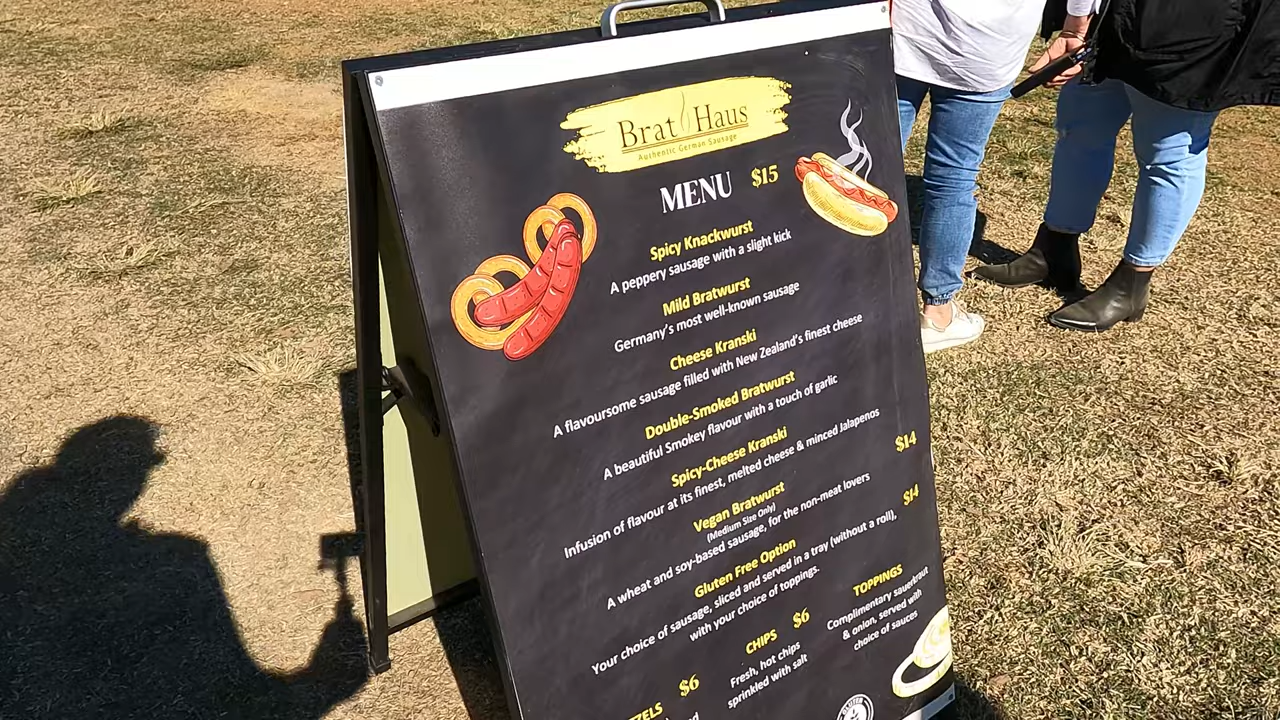 Brat Haus
Authentic German Sausage
MENU $15
Spicy Knackwurst
A peppery sausage with a slight kick
Mild Bratwurst
Germany's most well-known sausage
Cheese Kranski
A flavoursome sausage filled with New Zealand's finest cheese
Double-Smoked Bratwurst
A beautiful Smokey flavour with a touch of garlic
Spicy-Cheese Kranski
Infusion of flavour at its finest, melted cheese & minced Jalapenos
Vegan Bratwurst $14
(Medium Size Only)
A wheat and soy-based sausage, for the non-meat lovers
Gluten Free Option $14
Your choice of sausage, sliced and served in a tray (without a roll),
with your choice of toppings.
$6
CHIPS $6
Fresh, hot chips
sprinkled with salt
TOPPINGS
Complimentary sauerkraut
& onion, served with
choice of sauces